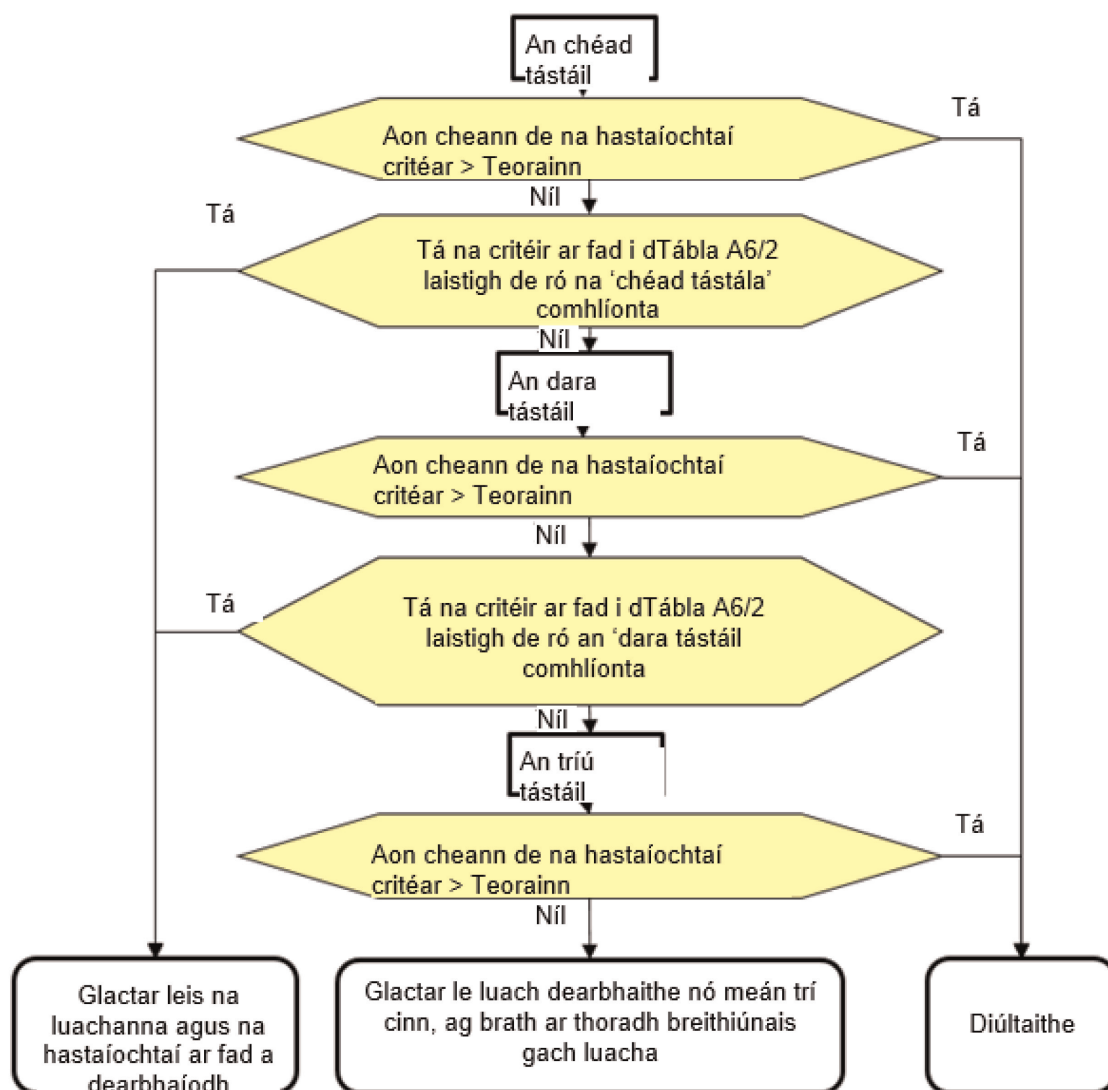 An chéad
tástáil
Tá
Aon cheann de na hastaíochtaí
critéar > Teorainn
Níl
Tá
Tá na critéir ar fad i dTábla A6/2
laistigh de ró na ‘chéad tástála’
comhlíonta
Níl
An dara
tástáil
Tá
Aon cheann de na hastaíochtaí
critéar > Teorainn
Níl
Tá
Tá na critéir ar fad i dTábla A6/2
laistigh de ró an ‘dara tástáil
comhlíonta
Níl
An tríú
tástáil
Tá
Aon cheann de na hastaíochtaí
critéar > Teorainn
Níl
Glactar leis na
luachanna agus na
hastaíochtaí ar fad a
dearbhaíodh
Glactar le luach dearbhaithe nó meán trí
cinn, ag brath ar thoradh breithiúnais
gach luacha
Diúltaithe